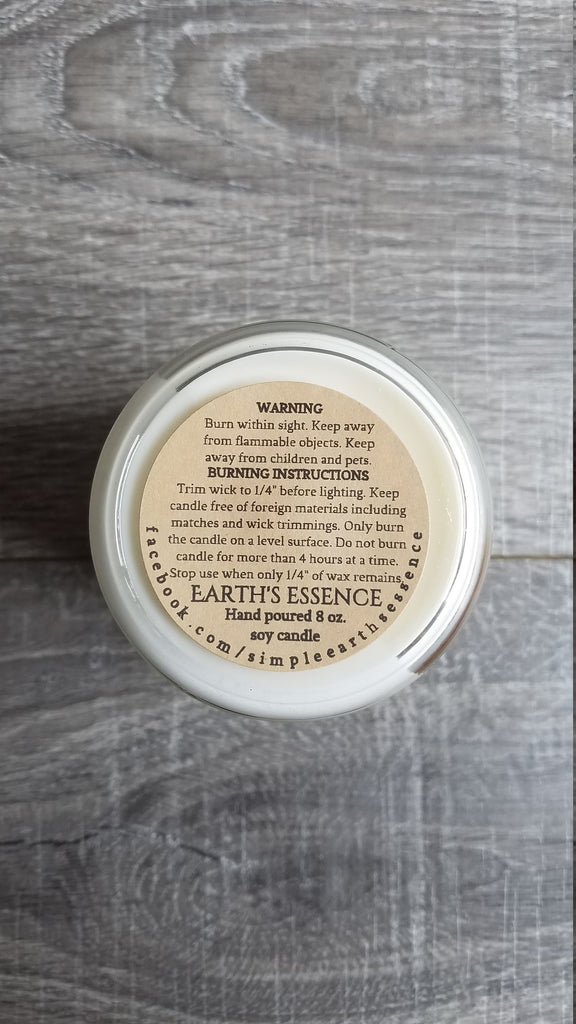 WARNING
Burn within sight. Keep away
from flammable objects. Keep
away from children and pets.
BURNING INSTRUCTIONS
Trim wick to 1/4" before lighting. Keep
candle free of foreign materials including
matches and wick trimmings. Only burn
the candle on a level surface. Do not burn
candle for more than 4 hours at a time.
Stop use when only 1/4" of wax remains.
EARTH'S ESSENCE
Hand poured 8 oz.
soy candle
facebook.com/simpleearthsessence